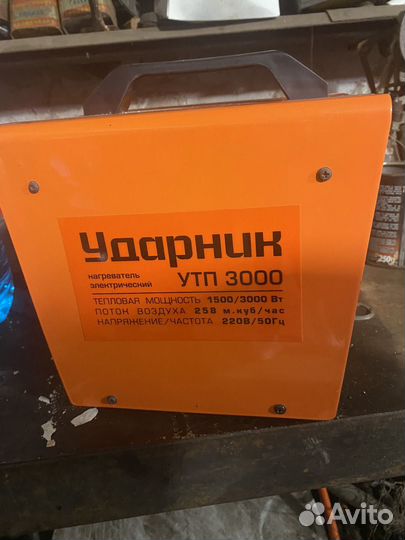 Ударник
нагреватель электрический УТП 3000
ТЕПЛОВАЯ МОЩНОСТЬ 1500/3000 Вт
ПОТОК ВОЗДУХА 258 м.куб/час
НАПРЯЖЕНИЕ/ЧАСТОТА 220В/50Гц
250г
Avito